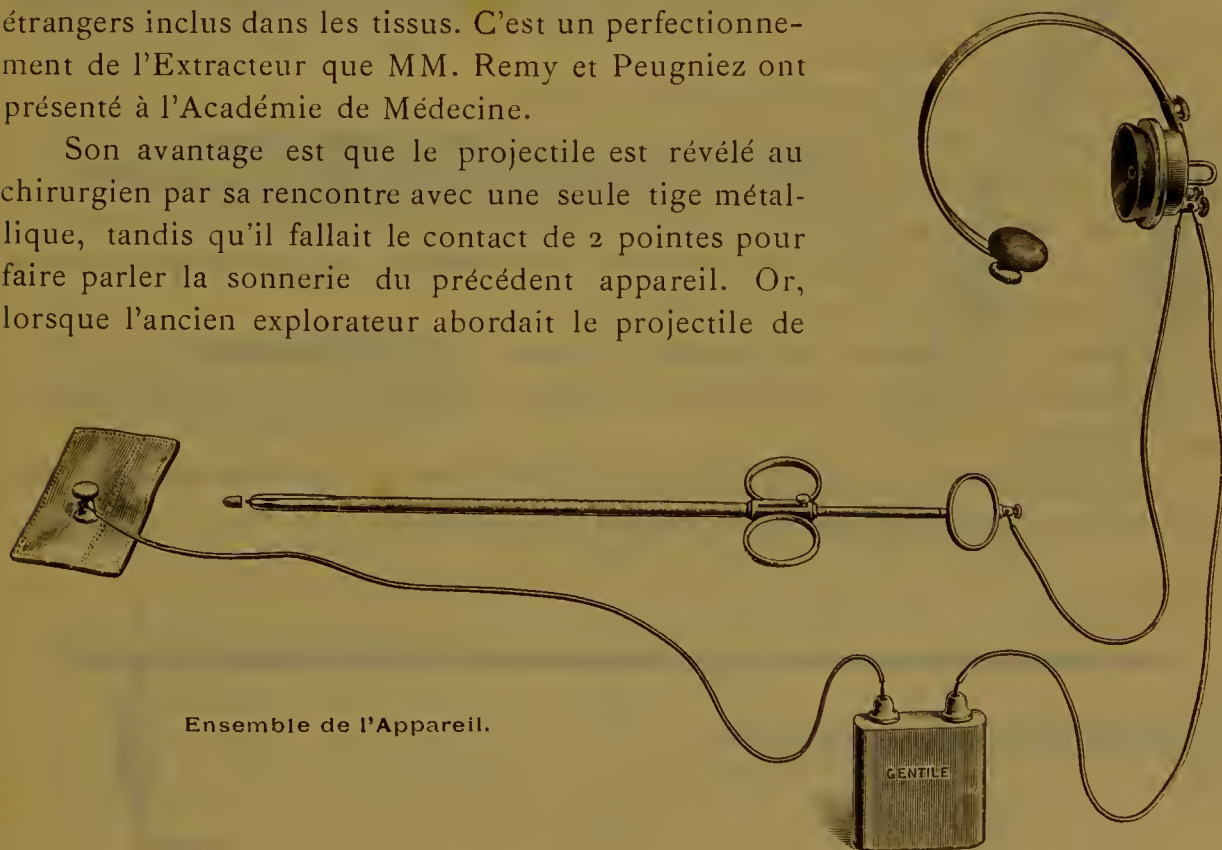 étrangers inclus dans les tissus. C'est un perfectionne-
ment de l'Extracteur que MM. Remy et Peugniez ont
présenté à l'Académie de Médecine.
Son avantage est que le projectile est révélé au
chirurgien par sa rencontre avec une seule tige métal-
lique, tandis qu'il fallait le contact de 2 pointes pour
faire parler la sonnerie du précédent appareil. Or,
lorsque l'ancien explorateur abordait le projectile de
Ensemble de l'Appareil.
GENTILE